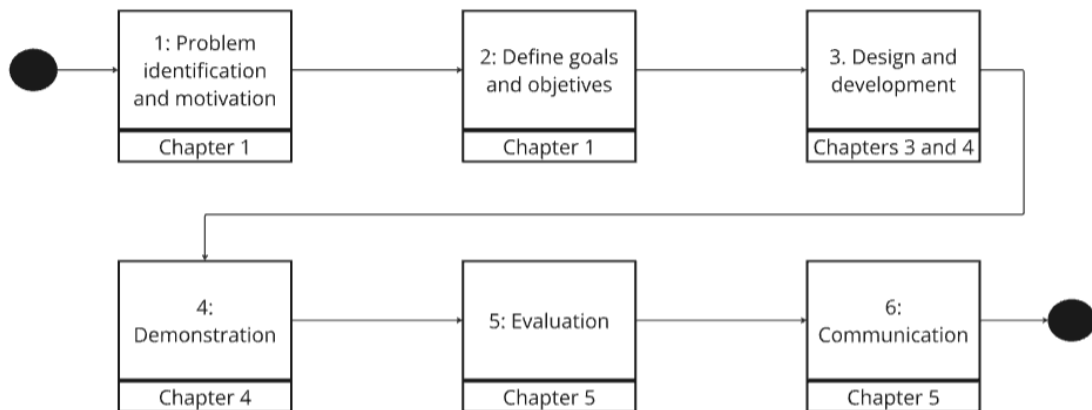 1: Problem
identification
and motivation
Chapter 1
2: Define goals
and objetives
Chapter 1
3. Design and
development
Chapters 3 and 4
4:
Demonstration
Chapter 4
5: Evaluation
Chapter 5
6:
Communication
Chapter 5